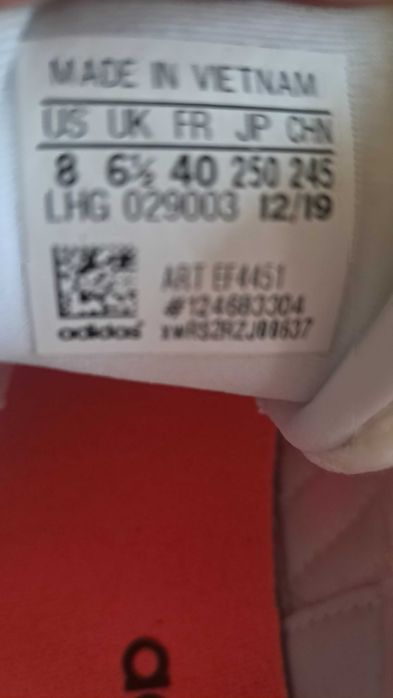 MADE IN VIETNAM
US UK FR JP CHN
8 6½ 40 250 245
LHG 029003 12/19
ART EF4451
#124683304
adidas